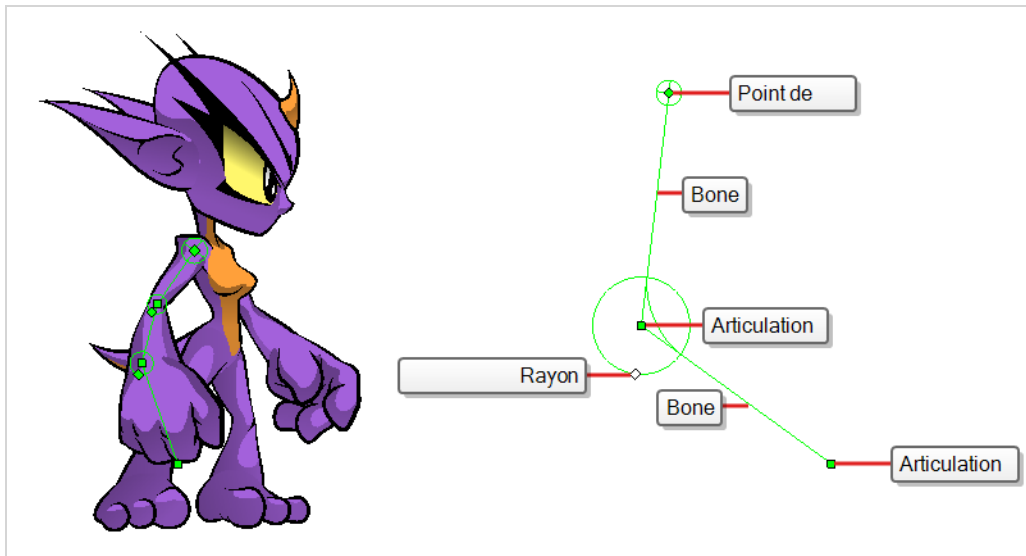 Point de
Bone
Articulation
Rayon
Bone
Articulation